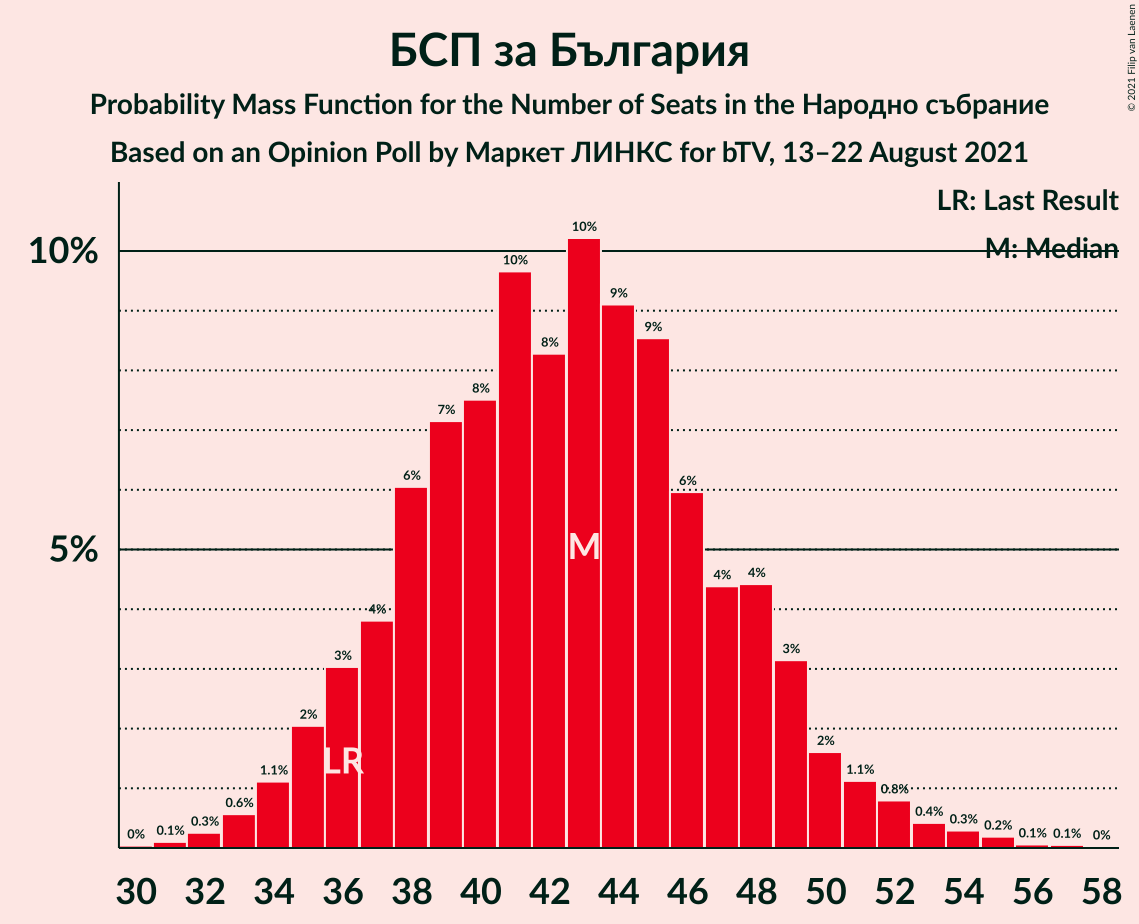 БСП за България
Probability Mass Function for the Number of Seats in the Народно събрание
Based on an Opinion Poll by Маркет ЛИНКС for bTV, 13–22 August 2021
© 2021 Filip van Laenen
LR: Last Result
M: Median
10%
5%
0% 0.1% 0.3% 0.6% 1.1% 2% 3% 4% 6% 7% 8% 10% 8% 10% 9% 9% 6% 4% 4% 3% 2% 1.1% 0.8% 0.4% 0.3% 0.2% 0.1% 0.1% 0%
M
LR
30 32 34 36 38 40 42 44 46 48 50 52 54 56 58